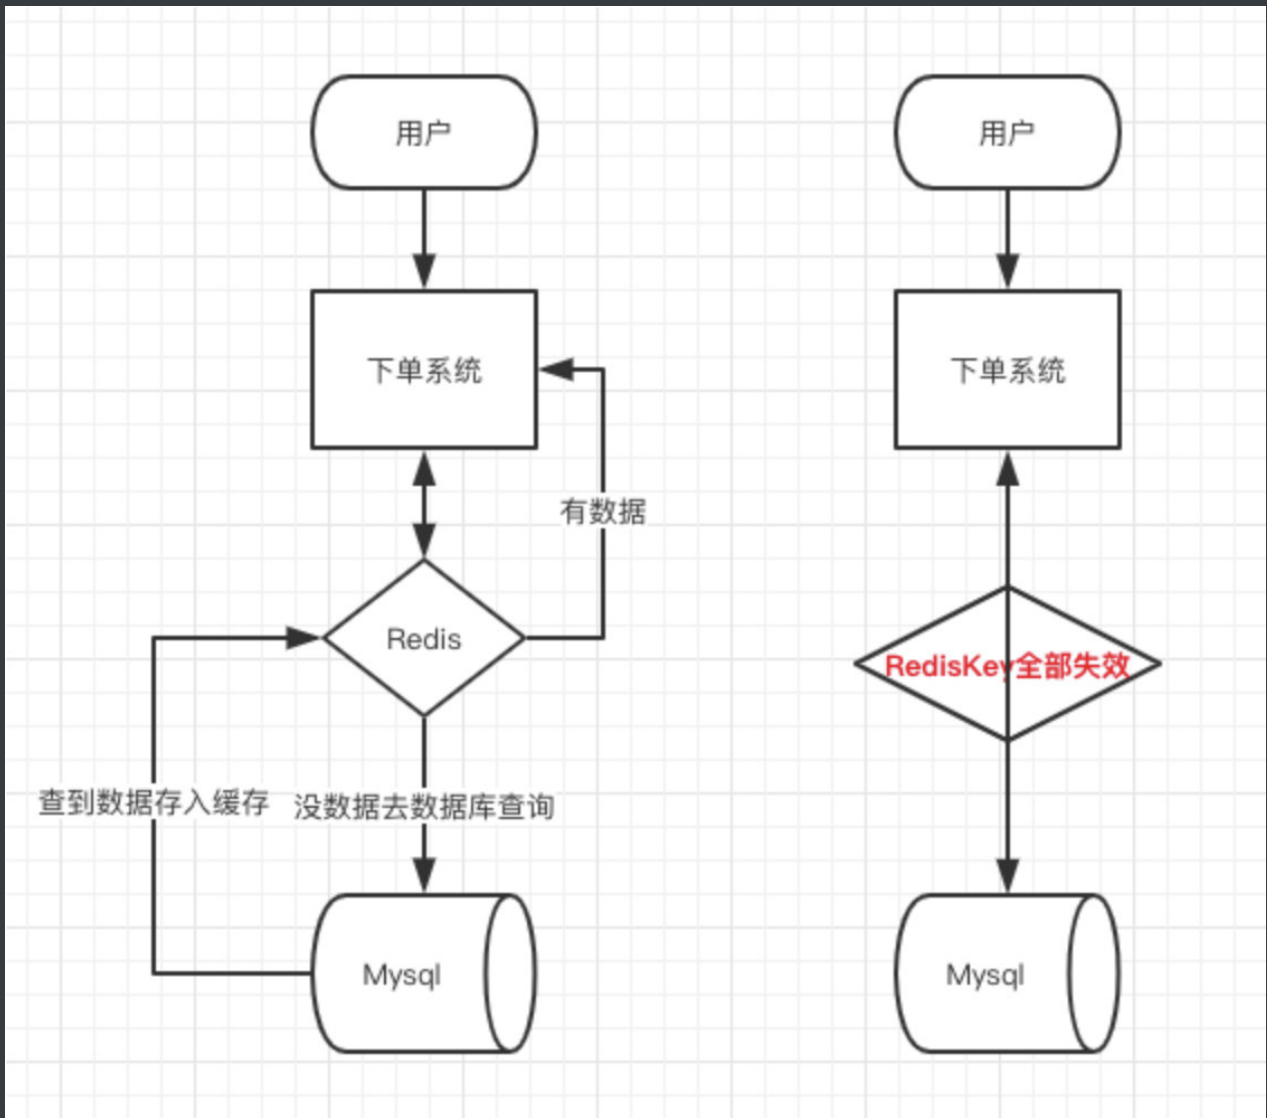 用户
下单系统
有数据
Redis
查到数据存入缓存
没数据去数据库查询
Mysql
用户
下单系统
RedisKey全部失效
Mysql